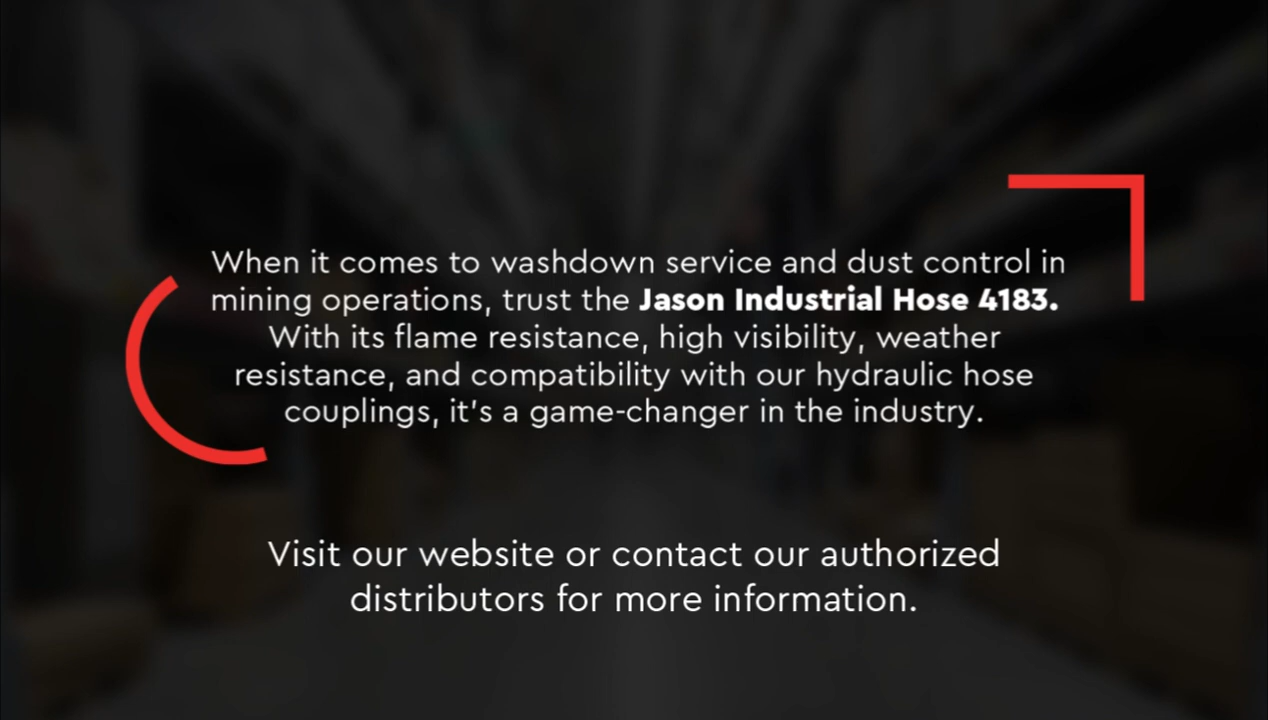 When it comes to washdown service and dust control in
mining operations, trust the Jason Industrial Hose 4183.
With its flame resistance, high visibility, weather
resistance, and compatibility with our hydraulic hose
couplings, it's a game-changer in the industry.
Visit our website or contact our authorized
distributors for more information.